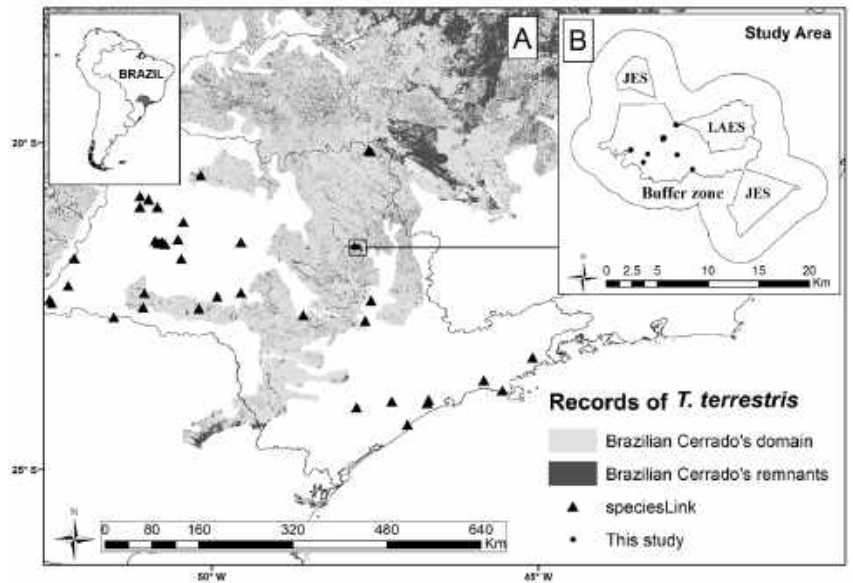 A
B
Study Area
BRAZIL
JES
LAES
JES
Buffer zone
0 2.5 5 10 15 20
Km
20° S
25° S
Records of T. terrestris
Brazilian Cerrado's domain
Brazilian Cerrado's remnants
speciesLink
This study
N
0 80 160 320 480 640
Km
50° W
45° W